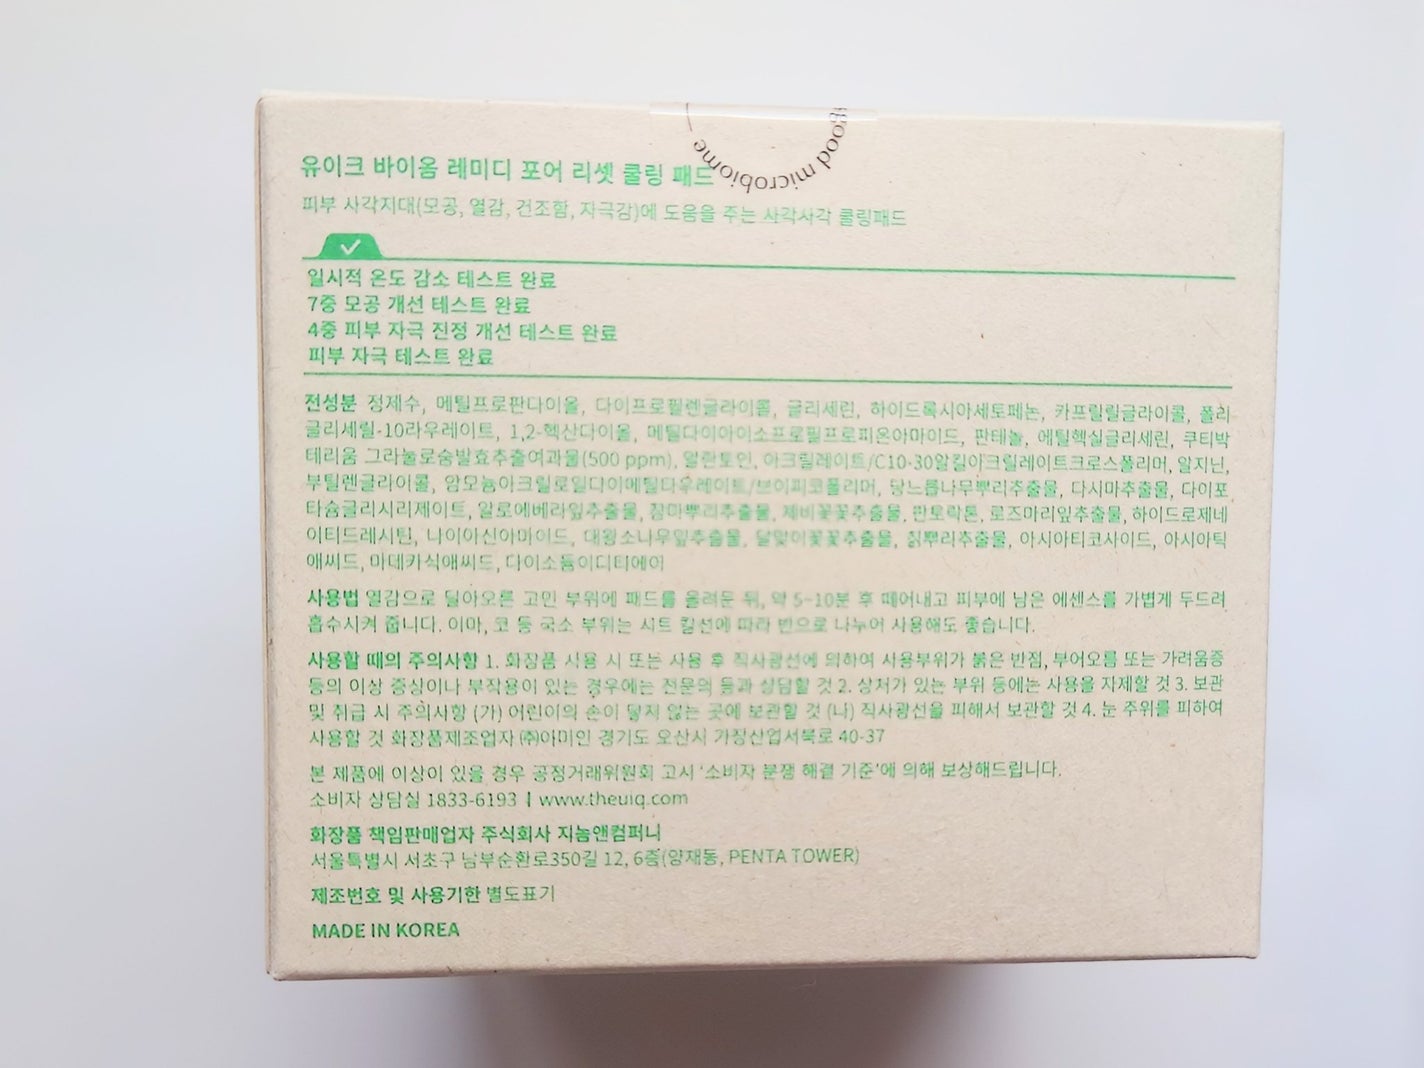 good microbiome
유이크 바이옴 레미디 포어 리셋 쿨링 패드
피부 사각지대(모공, 열감, 건조함, 자극감)에 도움을 주는 사각사각 쿨링패드
일시적 온도 감소 테스트 완료
7중 모공 개선 테스트 완료
4중 피부 자극 진정 개선 테스트 완료
피부 자극 테스트 완료
전성분 정제수, 메틸프로판다이올, 다이프로필렌글라이콜, 글리세린, 하이드록시아세토페논, 카프릴릴글라이콜, 폴리
글리세릴-10라우레이트, 1,2-헥산다이올, 메틸다이아이소프로필프로피온아마이드, 판테놀, 에틸헥실글리세린, 쿠티박
테리움 그라눌로숨발효추출여과물(500 ppm), 알란토인, 아크릴레이트/C10-30알킬아크릴레이트크로스폴리머, 알지닌,
부틸렌글라이콜, 암모늄아크릴로일다이메틸타우레이트/브이피코폴리머, 당느릅나무뿌리추출물, 다시마추출물, 다이포
타슘글리시리제이트, 알로에베라잎추출물, 참마뿌리추출물, 제비꽃꽃추출물, 판토락톤, 로즈마리잎추출물, 하이드로제네
이티드레시틴, 나이아신아마이드, 대왕소나무잎추출물, 달맞이꽃꽃추출물, 칡뿌리추출물, 아시아티코사이드, 아시아틱
애씨드, 마데카식애씨드, 다이소듐이디티에이
사용법 열감으로 달아오른 고민 부위에 패드를 올려둔 뒤, 약 5-10분 후 떼어내고 피부에 남은 에센스를 가볍게 두드려
흡수시켜 줍니다. 이마, 코 등 국소 부위는 시트 칼선에 따라 반으로 나누어 사용해도 좋습니다.
사용할 때의 주의사항 1. 화장품 사용 시 또는 사용 후 직사광선에 의하여 사용부위가 붉은 반점, 부어오름 또는 가려움증
등의 이상 증상이나 부작용이 있는 경우에는 전문의 등과 상담할 것 2. 상처가 있는 부위 등에는 사용을 자제할 것 3. 보관
및 취급 시 주의사항 (가) 어린이의 손이 닿지 않는 곳에 보관할 것 (나) 직사광선을 피해서 보관할 것 4. 눈 주위를 피하여
사용할 것 화장품제조업자 ㈜아미인 경기도 오산시 가장산업서북로 40-37
본 제품에 이상이 있을 경우 공정거래위원회 고시 '소비자 분쟁 해결 기준'에 의해 보상해드립니다.
소비자 상담실 1833-6193 | www.theuiq.com
화장품 책임판매업자 주식회사 지놈앤컴퍼니
서울특별시 서초구 남부순환로350길 12, 6층(양재동, PENTA TOWER)
제조번호 및 사용기한 별도표기
MADE IN KOREA